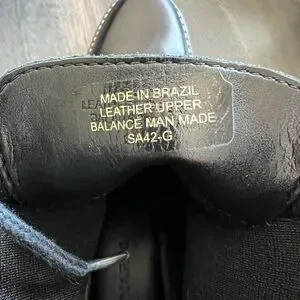 MADE IN BRAZIL
LEATHER UPPER
BALANCE MAN MADE
SA42-G